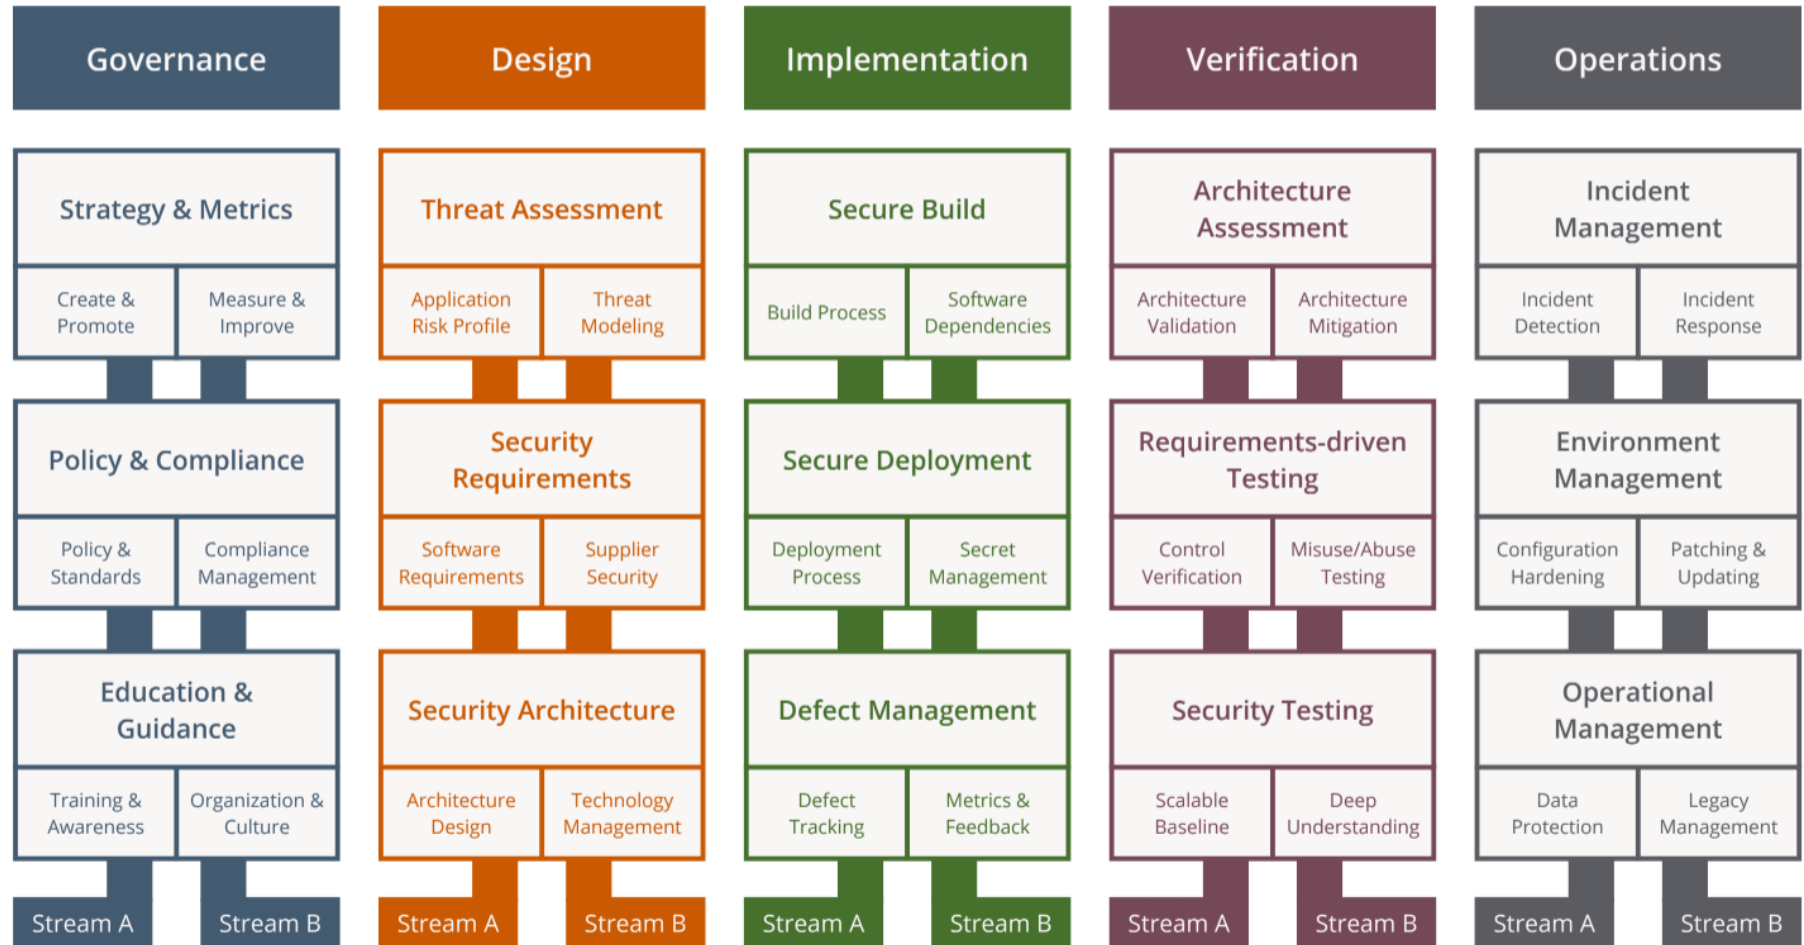 Governance
Design
Implementation
Verification
Operations
Strategy & Metrics
Create &
Promote
Measure &
Improve
Policy & Compliance
Policy &
Standards
Compliance
Management
Education &
Guidance
Training &
Awareness
Organization &
Culture
Stream A
Stream B
Threat Assessment
Application
Risk Profile
Threat
Modeling
Security
Requirements
Software
Requirements
Supplier
Security
Security Architecture
Architecture
Design
Technology
Management
Stream A
Stream B
Secure Build
Build Process
Software
Dependencies
Secure Deployment
Deployment
Process
Secret
Management
Defect Management
Defect
Tracking
Metrics &
Feedback
Stream A
Stream B
Architecture
Assessment
Architecture
Validation
Architecture
Mitigation
Requirements-driven
Testing
Control
Verification
Misuse/Abuse
Testing
Security Testing
Scalable
Baseline
Deep
Understanding
Stream A
Stream B
Incident
Management
Incident
Detection
Incident
Response
Environment
Management
Configuration
Hardening
Patching &
Updating
Operational
Management
Data
Protection
Legacy
Management
Stream A
Stream B